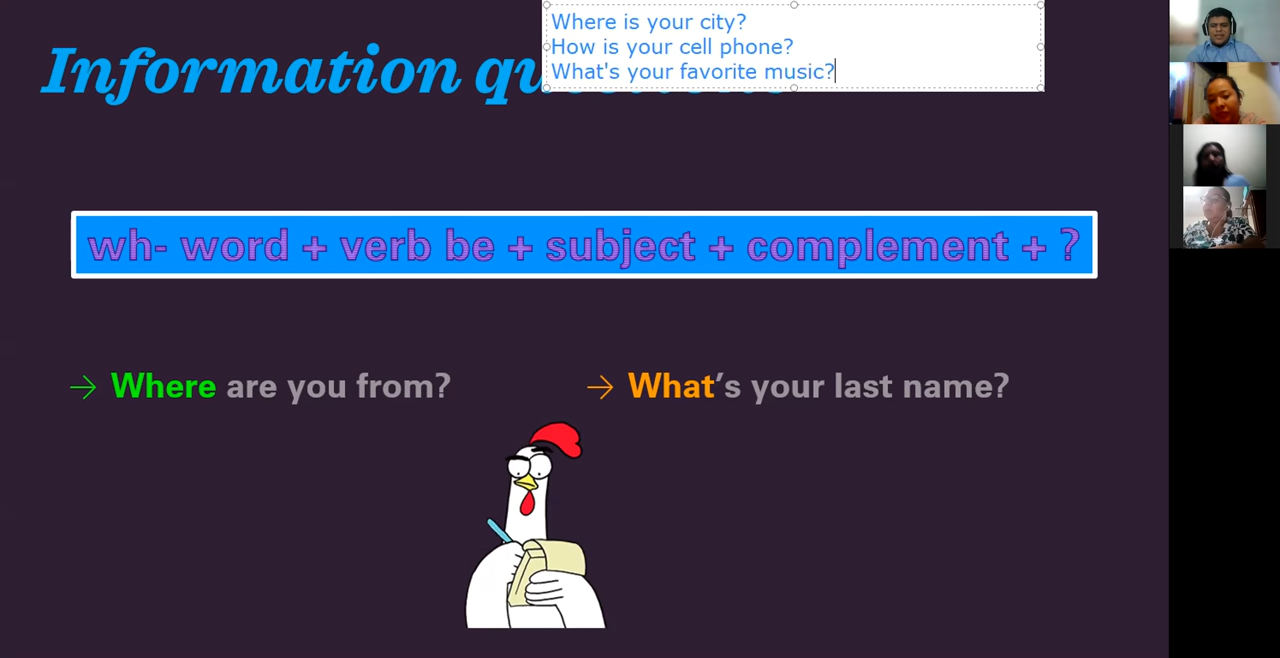 Where is your city?
How is your cell phone?
What's your favorite music?
Information
wh- word + verb be + subject + complement + ?
→ Where are you from?
→ What's your last name?